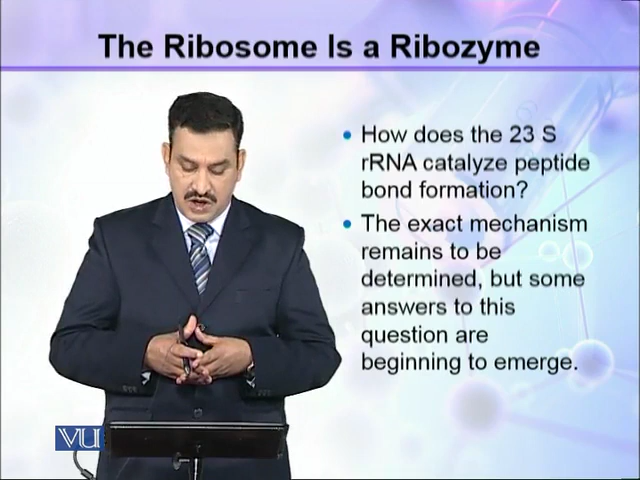 The Ribosome Is a Ribozyme
• How does the 23 S
rRNA catalyze peptide
bond formation?
• The exact mechanism
remains to be
determined, but some
answers to this
question are
beginning to emerge.
VU